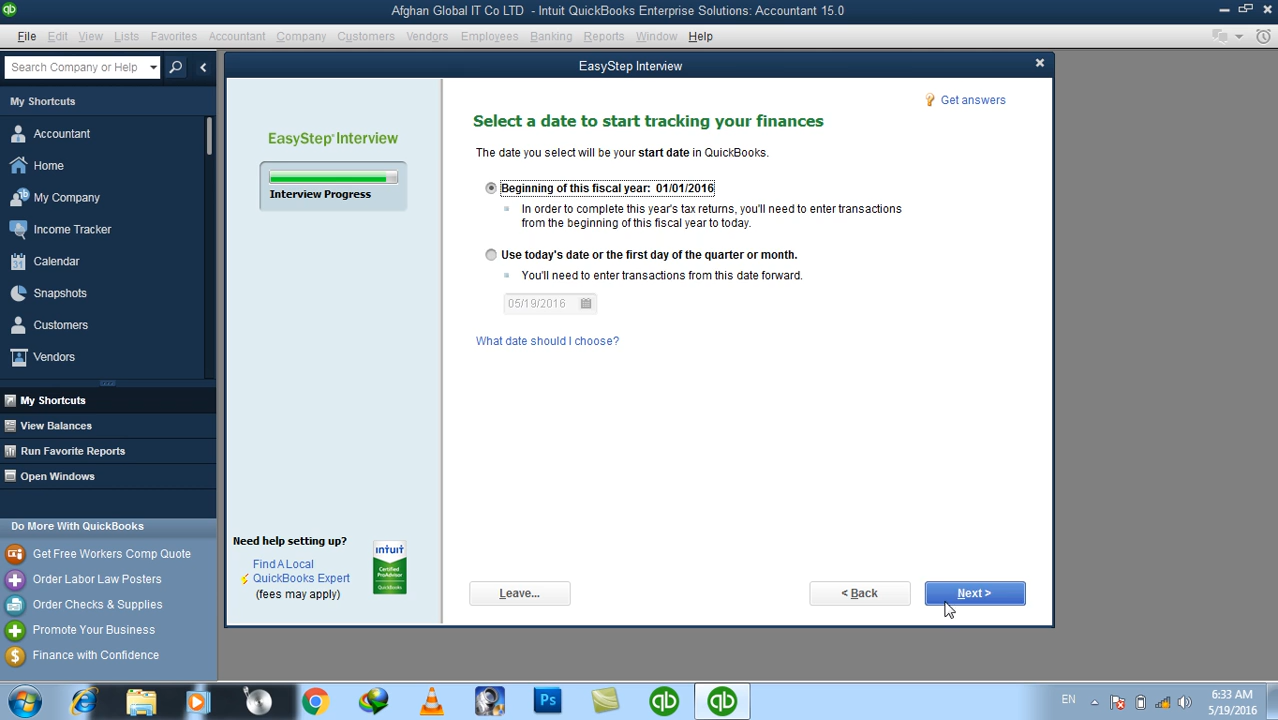 Afghan Global IT Co LTD - Intuit QuickBooks Enterprise Solutions: Accountant 15.0
File Edit View Lists Favorites Accountant Company Customers Vendors Employees Banking Reports Window Help
Search Company or Help
My Shortcuts
Accountant
Home
My Company
Income Tracker
Calendar
Snapshots
Customers
Vendors
My Shortcuts
View Balances
Run Favorite Reports
Open Windows
Do More With QuickBooks
Get Free Workers Comp Quote
Order Labor Law Posters
Order Checks & Supplies
Promote Your Business
Finance with Confidence
EasyStep Interview
EasyStep Interview
Interview Progress
Need help setting up?
Find A Local
QuickBooks Expert
(fees may apply)
intuit
Certified
ProAdvisor
QuickBooks
Get answers
Select a date to start tracking your finances
The date you select will be your start date in QuickBooks.
Beginning of this fiscal year: 01/01/2016
In order to complete this year's tax returns, you'll need to enter transactions
from the beginning of this fiscal year to today.
Use today's date or the first day of the quarter or month.
You'll need to enter transactions from this date forward.
05/19/2016
What date should I choose?
Leave...
< Back
Next >
Ps
EN
6:33 AM
5/19/2016